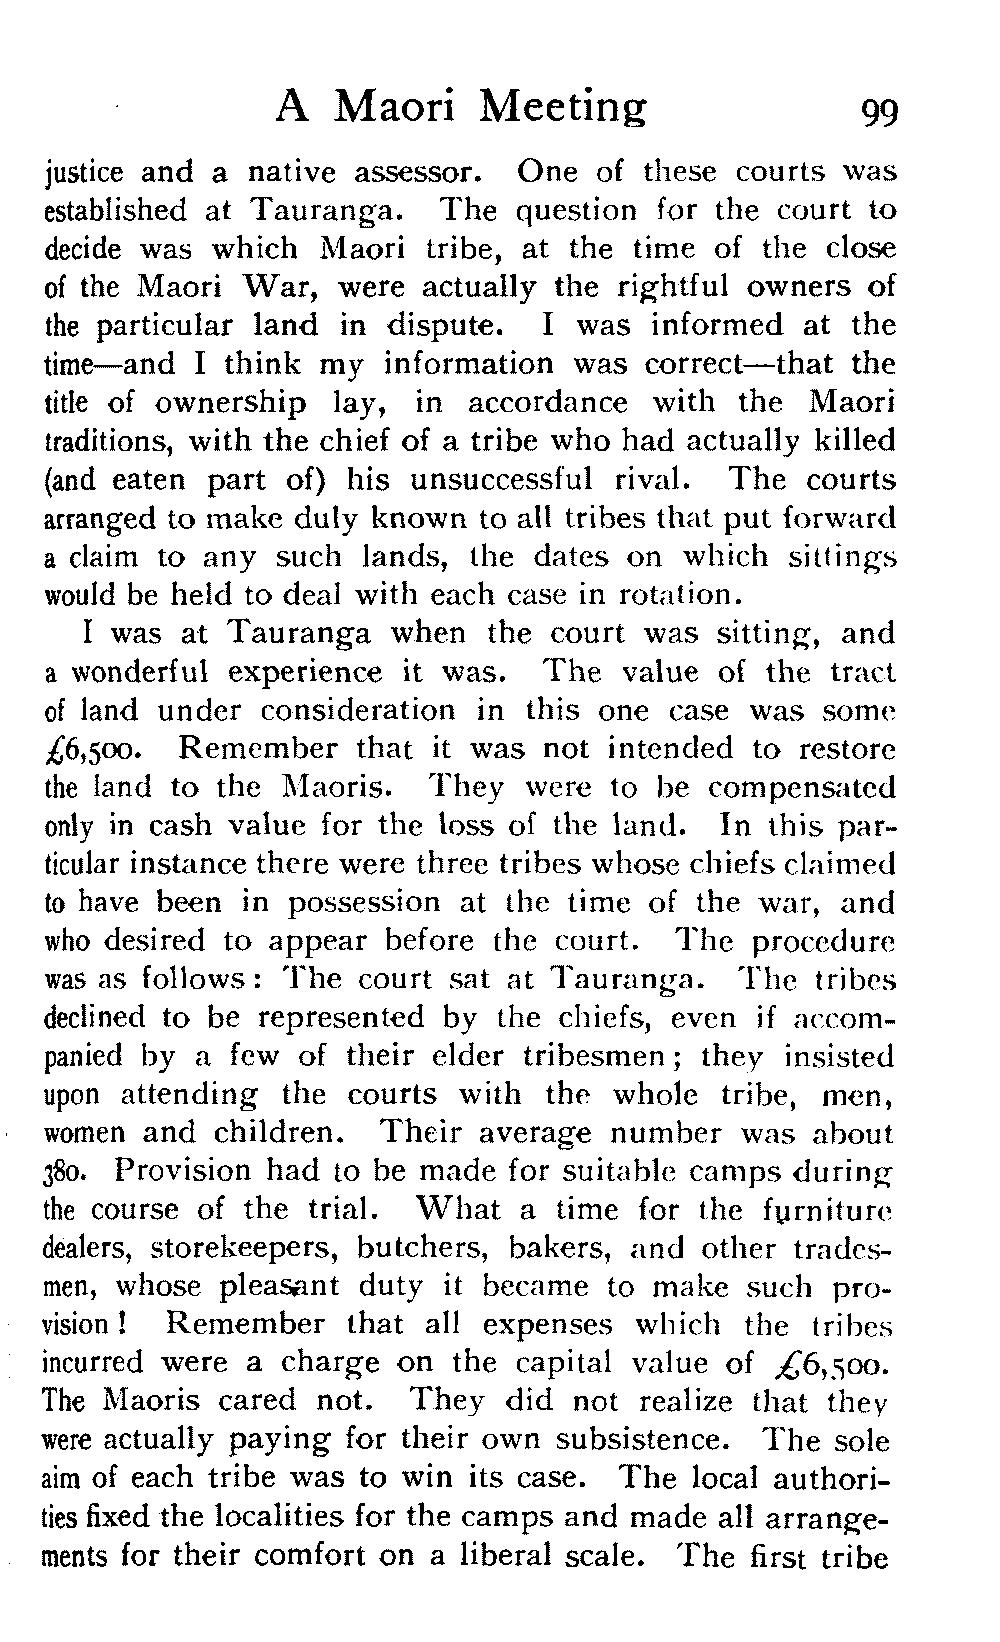 A Maori Meeting 99
justice and a native assessor. One of these courts was
established at Tauranga. The question for the court to
decide was which Maori tribe, at the time of the close
of the Maori War, were actually the rightful owners of
the particular land in dispute. I was informed at the
time—and I think my information was correct—that the
title of ownership lay, in accordance with the Maori
traditions, with the chief of a tribe who had actually killed
(and eaten part of) his unsuccessful rival. The courts
arranged to make duly known to all tribes that put forward
a claim to any such lands, the dates on which sittings
would be held to deal with each case in rotation.
I was at Tauranga when the court was sitting, and
a wonderful experience it was. The value of the tract
of land under consideration in this one case was some
£6,500. Remember that it was not intended to restore
the land to the Maoris. They were to be compensated
only in cash value for the loss of the land. In this par-
ticular instance there were three tribes whose chiefs claimed
to have been in possession at the time of the war, and
who desired to appear before the court. The procedure
was as follows: The court sat at Tauranga. The tribes
declined to be represented by the chiefs, even if accom-
panied by a few of their elder tribesmen; they insisted
upon attending the courts with the whole tribe, men,
women and children. Their average number was about
380. Provision had to be made for suitable camps during
the course of the trial. What a time for the furniture
dealers, storekeepers, butchers, bakers, and other trades-
men, whose pleasant duty it became to make such pro-
vision! Remember that all expenses which the tribes
incurred were a charge on the capital value of £6,500.
The Maoris cared not. They did not realize that they
were actually paying for their own subsistence. The sole
aim of each tribe was to win its case. The local authori-
ties fixed the localities for the camps and made all arrange-
ments for their comfort on a liberal scale. The first tribe